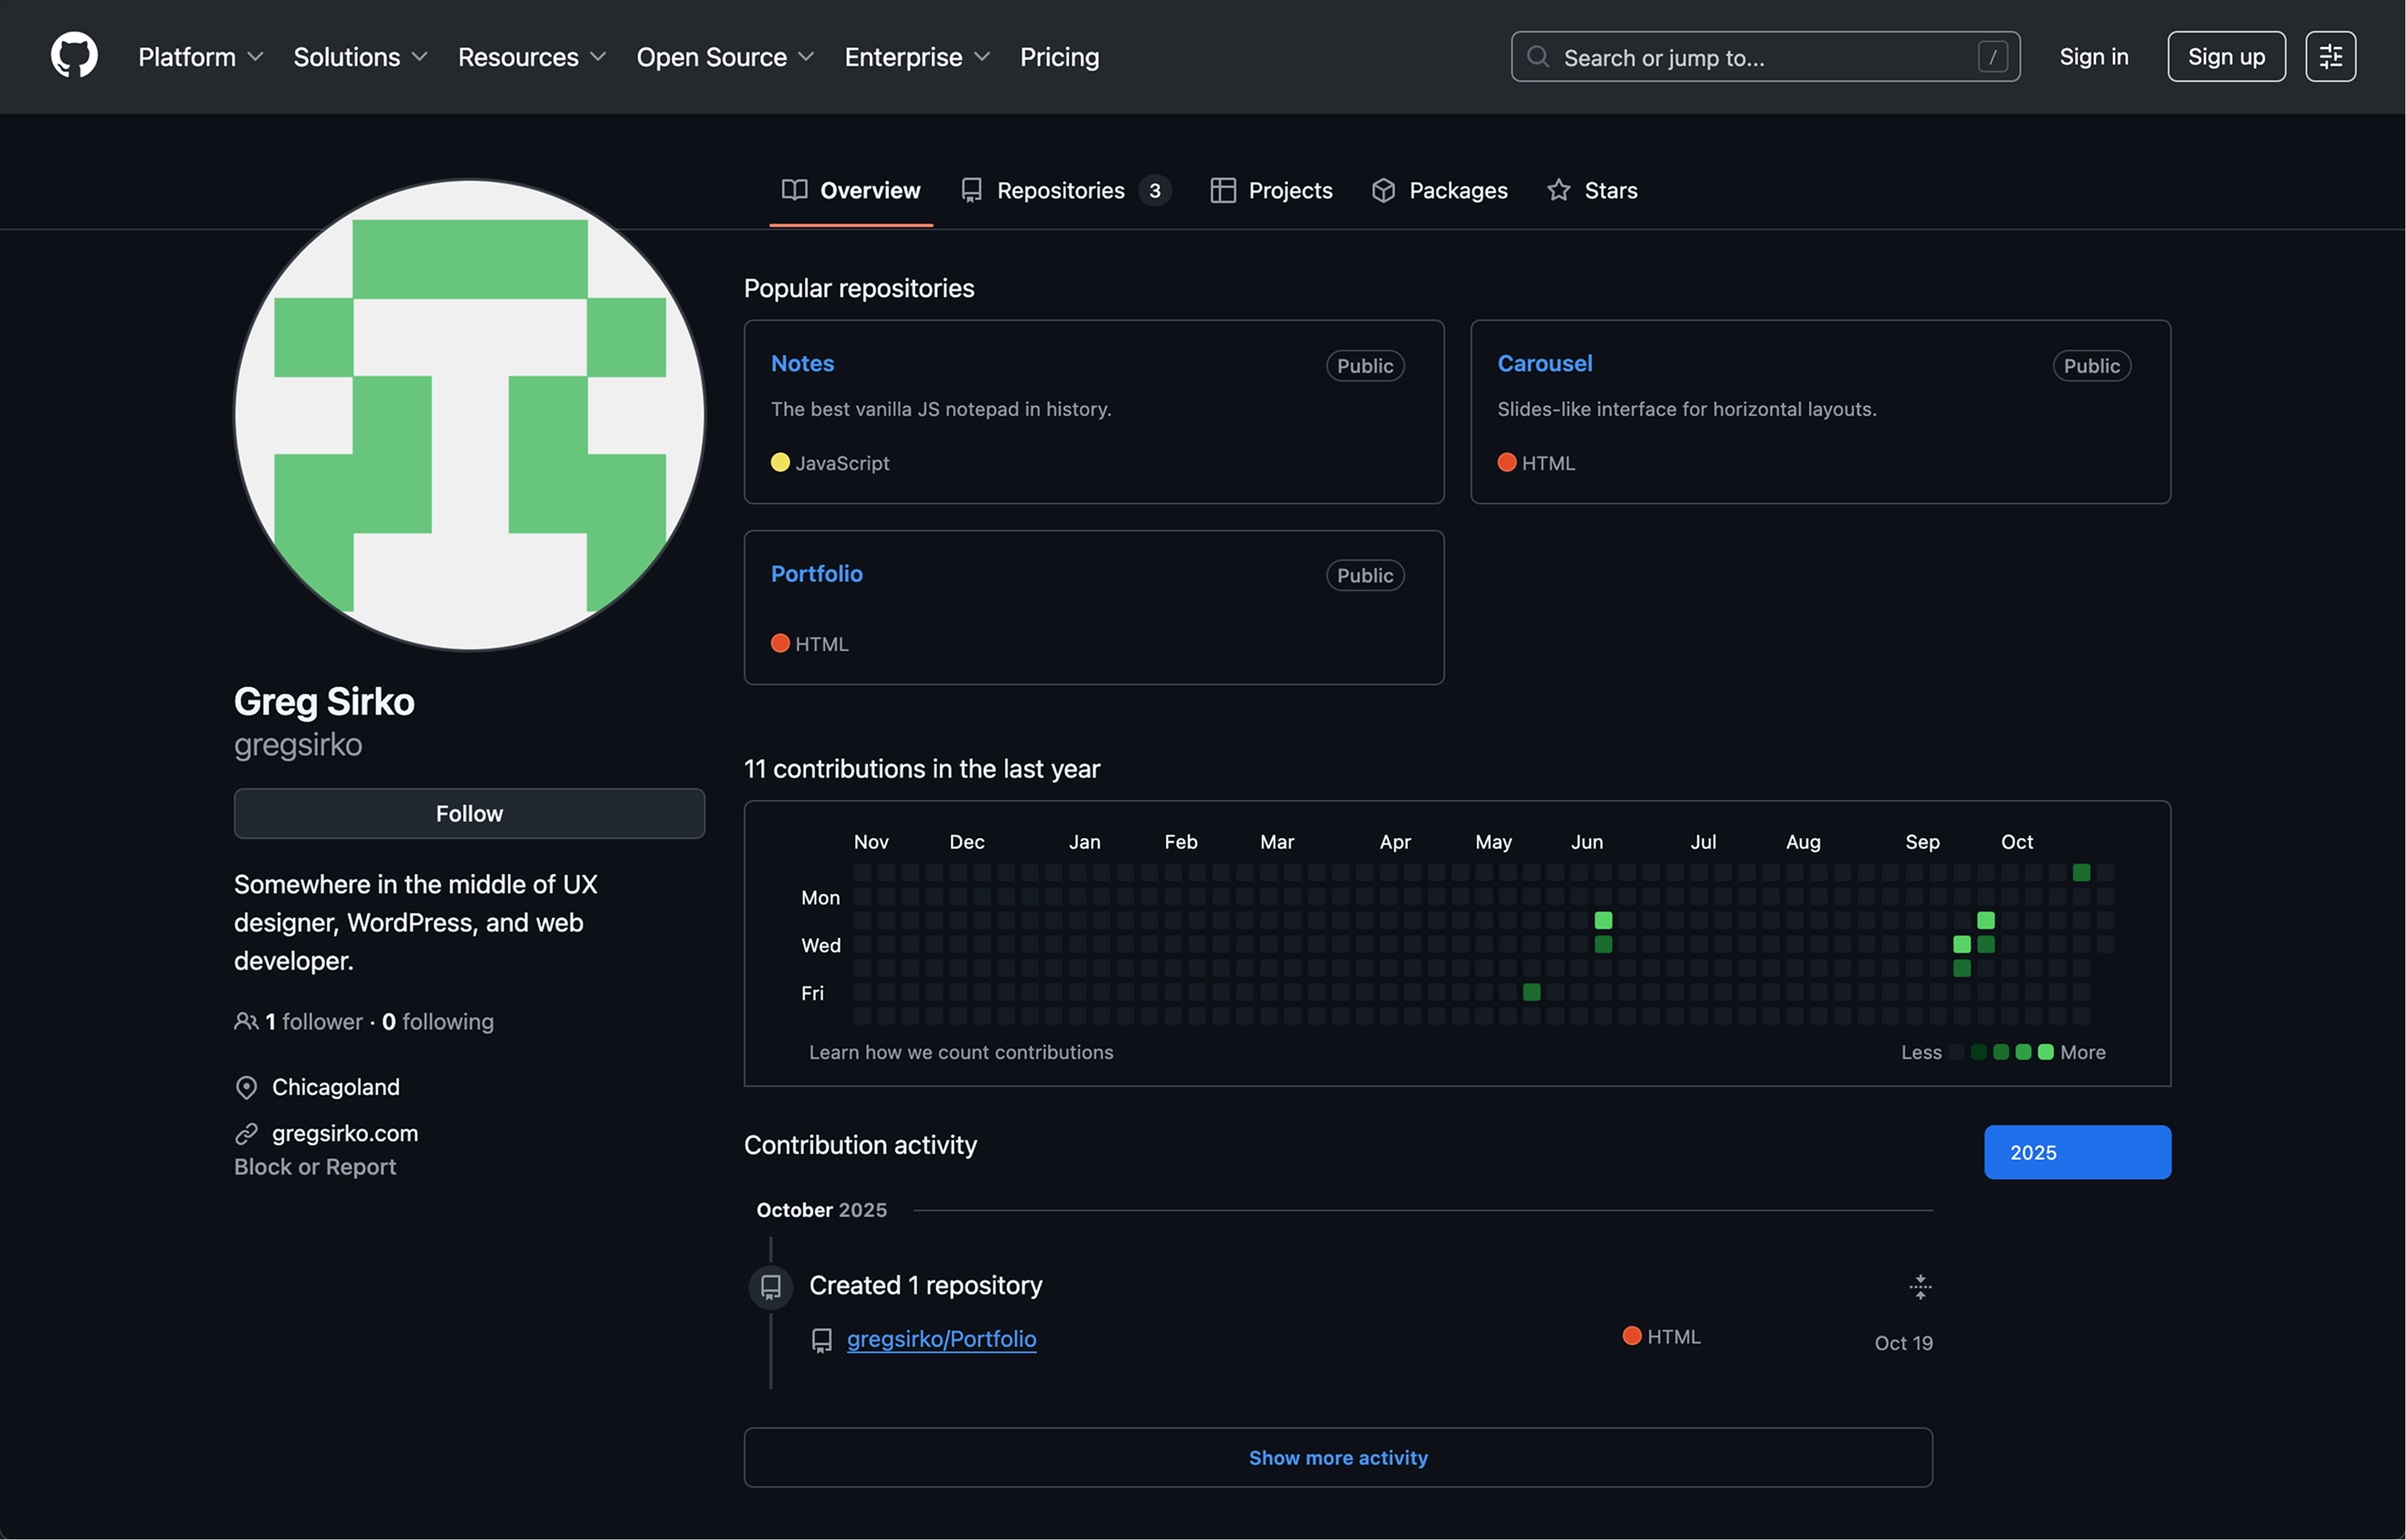 Platform Solutions Resources Open Source Enterprise Pricing Search or jump to... / Sign in Sign up
Overview Repositories 3 Projects Packages Stars
Greg Sirko
gregsirko
Follow
Somewhere in the middle of UX
designer, WordPress, and web
developer.
1 follower · 0 following
Chicagoland
gregsirko.com
Block or Report
Popular repositories
Notes Public
The best vanilla JS notepad in history.
JavaScript
Carousel Public
Slides-like interface for horizontal layouts.
HTML
Portfolio Public
HTML
11 contributions in the last year
Nov Dec Jan Feb Mar Apr May Jun Jul Aug Sep Oct
Mon
Wed
Fri
Learn how we count contributions Less More
Contribution activity
2025
October 2025
Created 1 repository
gregsirko/Portfolio HTML Oct 19
Show more activity